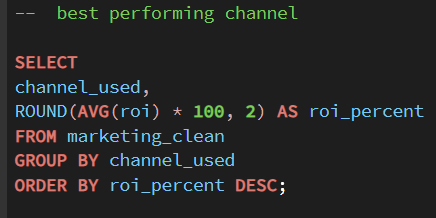 -- best performing channel
SELECT
channel_used,
ROUND(AVG(roi) * 100, 2) AS roi_percent
FROM marketing_clean
GROUP BY channel_used
ORDER BY roi_percent DESC;